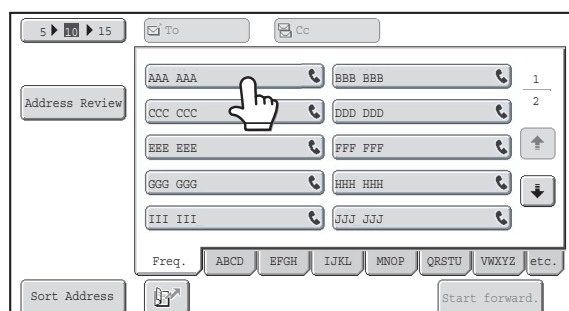 5 10 15 To Cc
AAA AAA BBB BBB 1
Address Review CCC CCC DDD DDD 2
EEE EEE FFF FFF
GGG GGG HHH HHH
III III JJJ JJJ
Freq. ABCD EFGH IJKL MNOP QRSTU VWXYZ etc.
Sort Address Start forward.